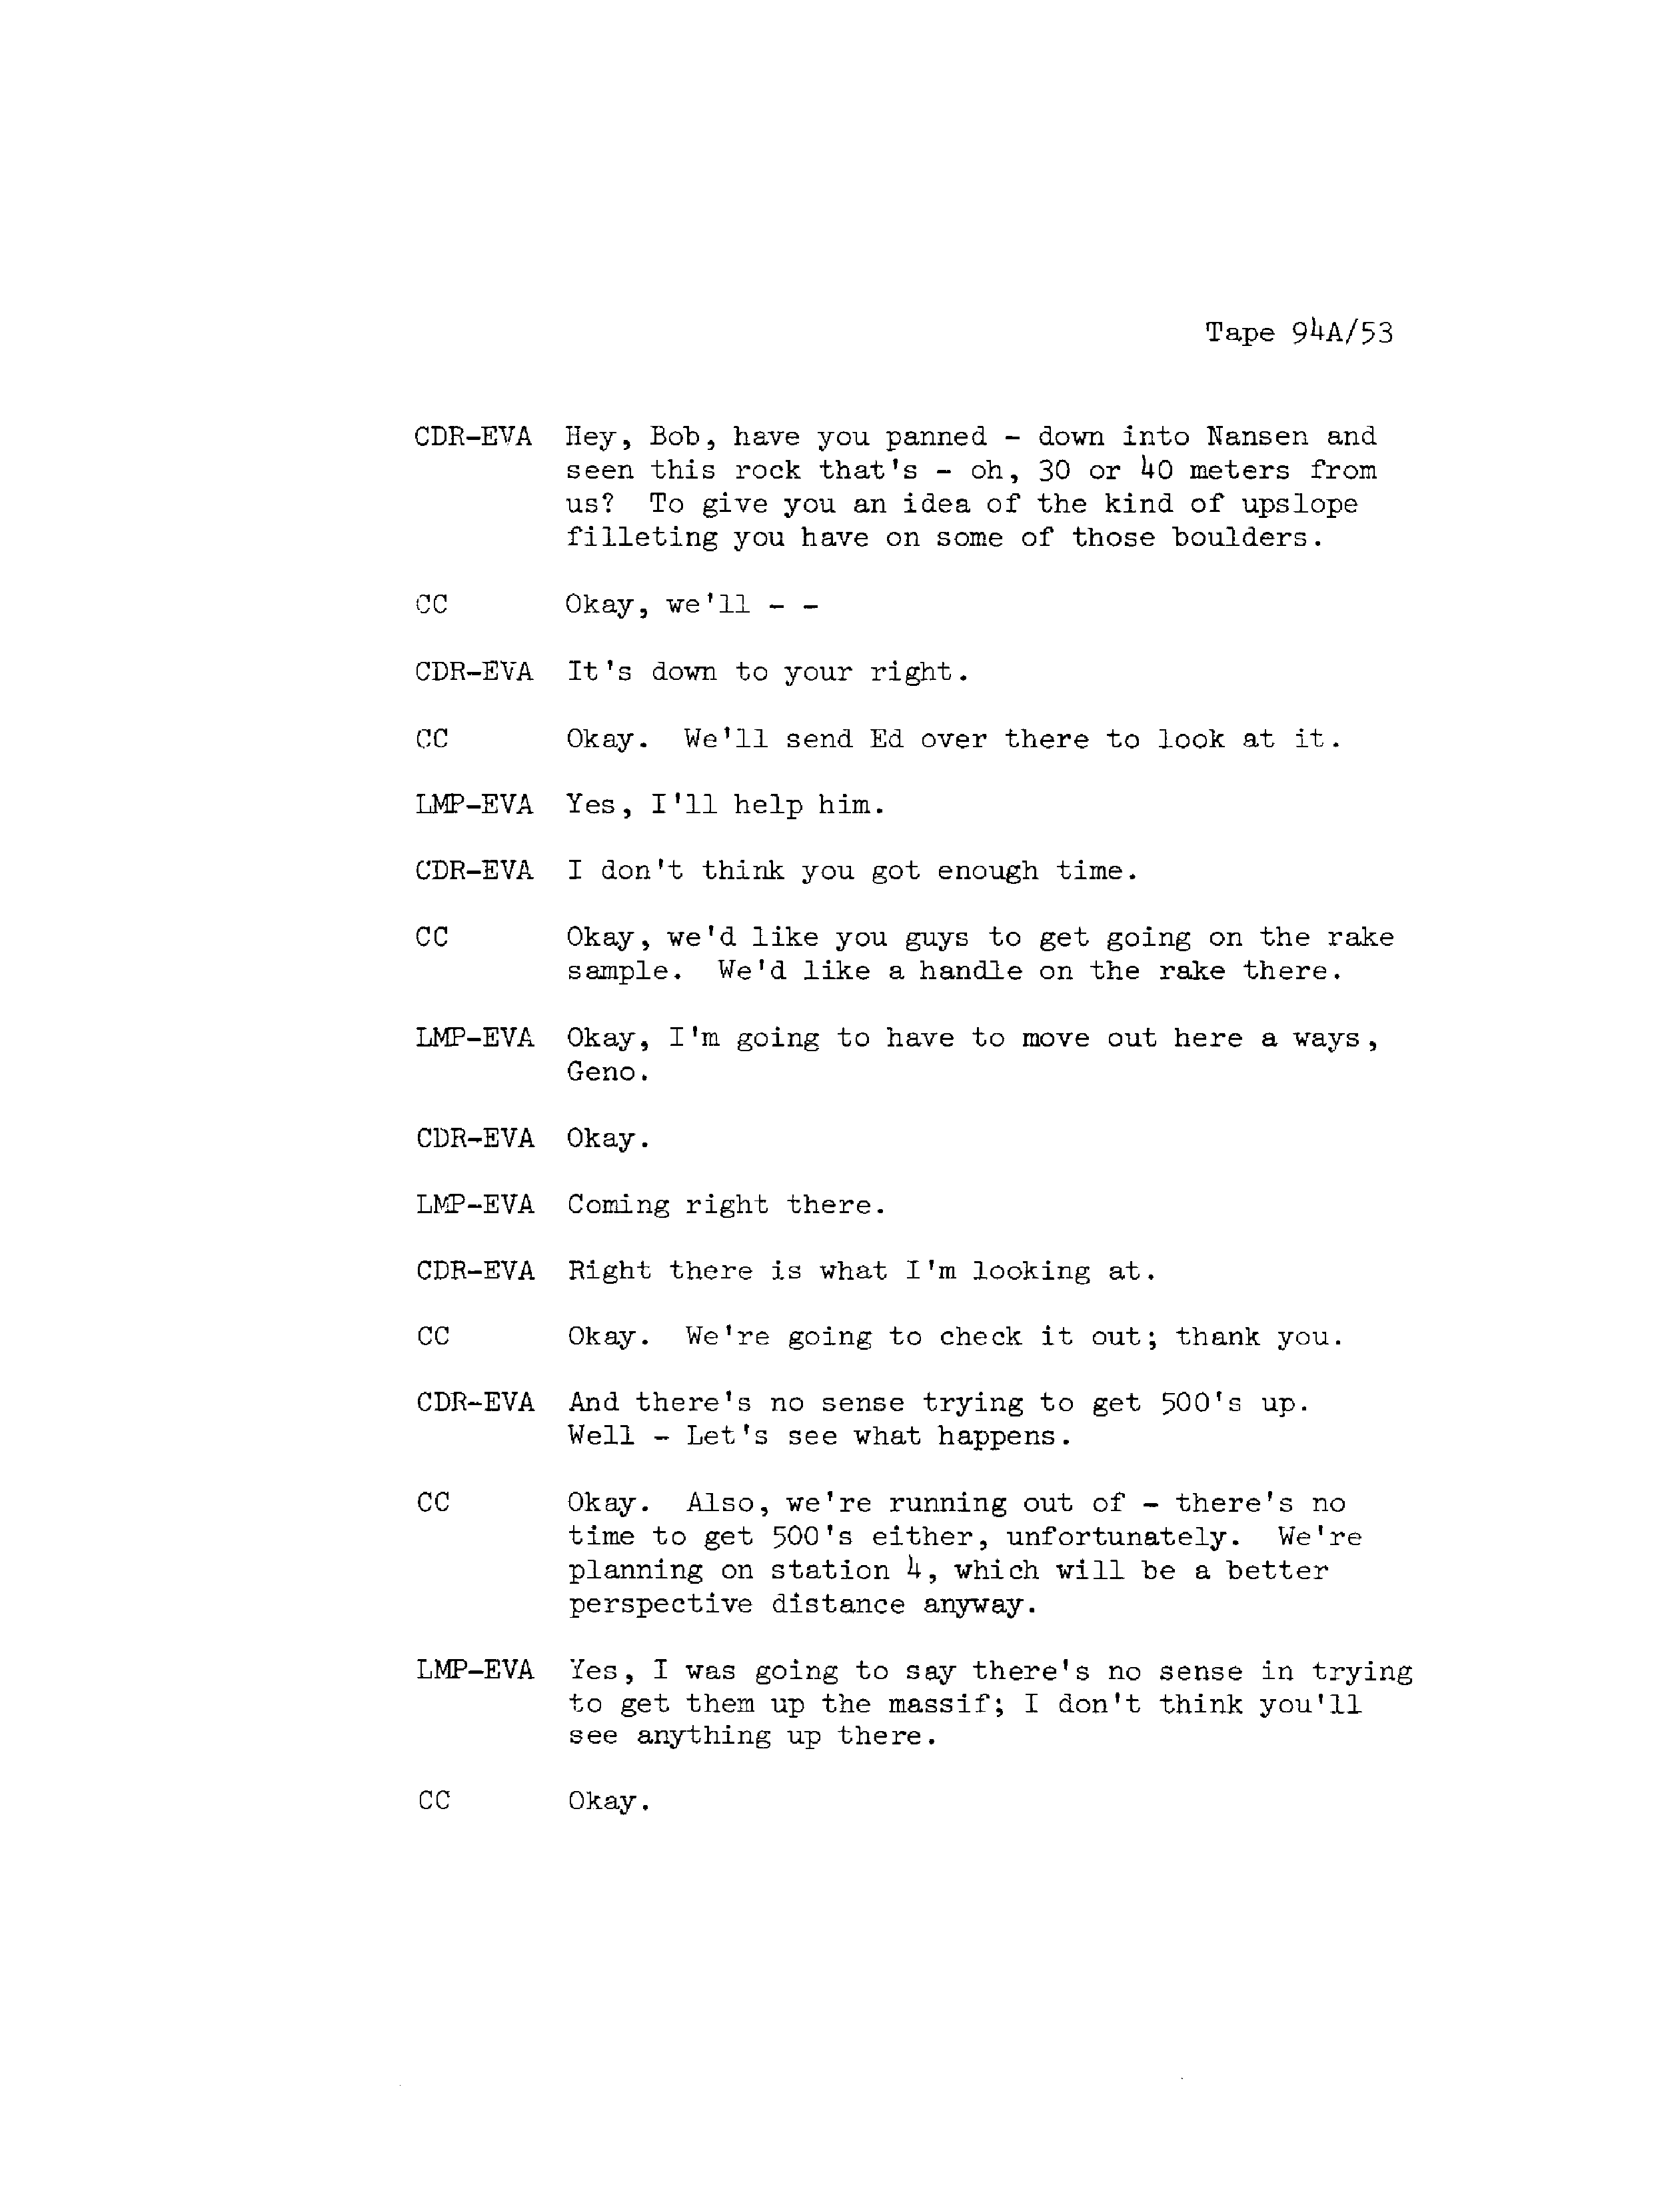 Tape 94A/53
CDR-EVA Hey, Bob, have you panned - down into Nansen and
seen this rock that's - oh, 30 or 40 meters from
us? To give you an idea of the kind of upslope
filleting you have on some of those boulders.
CC Okay, we'll - -
CDR-EVA It's down to your right.
CC Okay. We'll send Ed over there to look at it.
LMP-EVA Yes, I'll help him.
CDR-EVA I don't think you got enough time.
CC Okay, we'd like you guys to get going on the rake
sample. We'd like a handle on the rake there.
LMP-EVA Okay, I'm going to have to move out here a ways,
Geno.
CDR-EVA Okay.
LMP-EVA Coming right there.
CDR-EVA Right there is what I'm looking at.
CC Okay. We're going to check it out; thank you.
CDR-EVA And there's no sense trying to get 500's up.
Well - Let's see what happens.
CC Okay. Also, we're running out of - there's no
time to get 500's either, unfortunately. We're
planning on station 4, which will be a better
perspective distance anyway.
LMP-EVA Yes, I was going to say there's no sense in trying
to get them up the massif; I don't think you'll
see anything up there.
CC Okay.